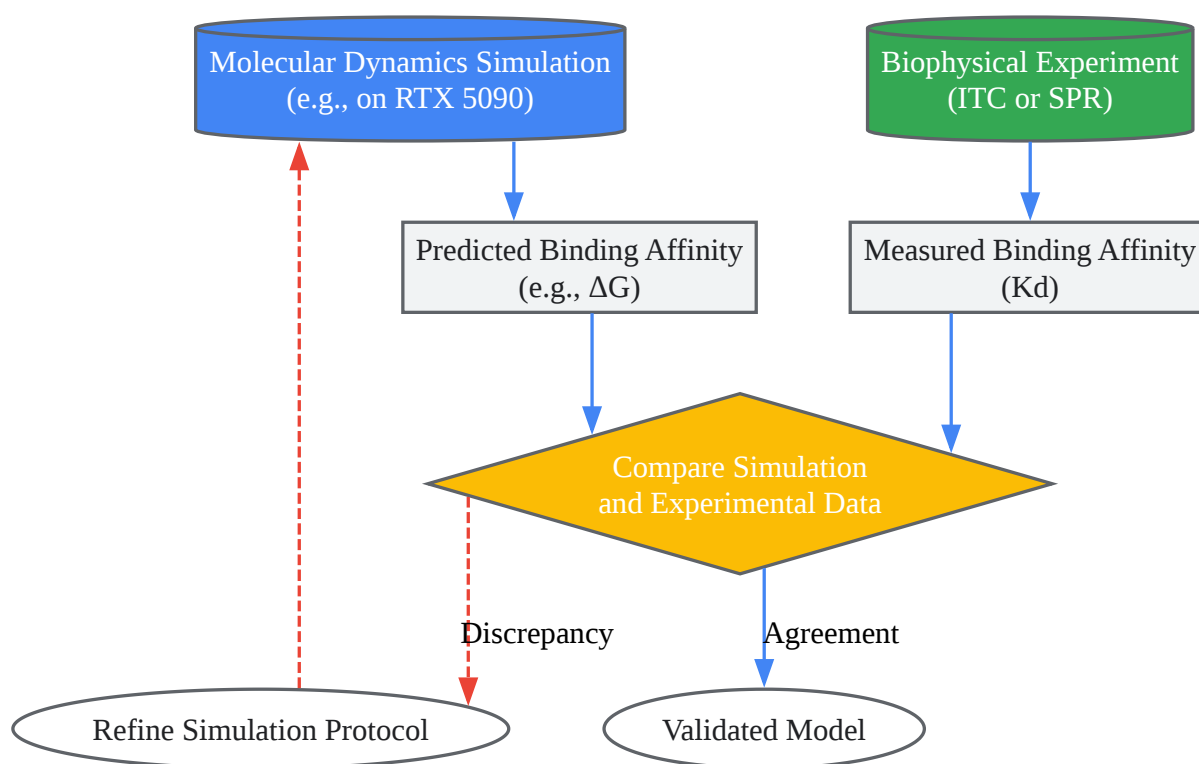 Molecular Dynamics Simulation
(e.g., on RTX 5090)
Biophysical Experiment
(ITC or SPR)
Predicted Binding Affinity
(e.g., ΔG)
Measured Binding Affinity
(Kd)
Compare Simulation
and Experimental Data
Discrepancy
Agreement
Refine Simulation Protocol
Validated Model